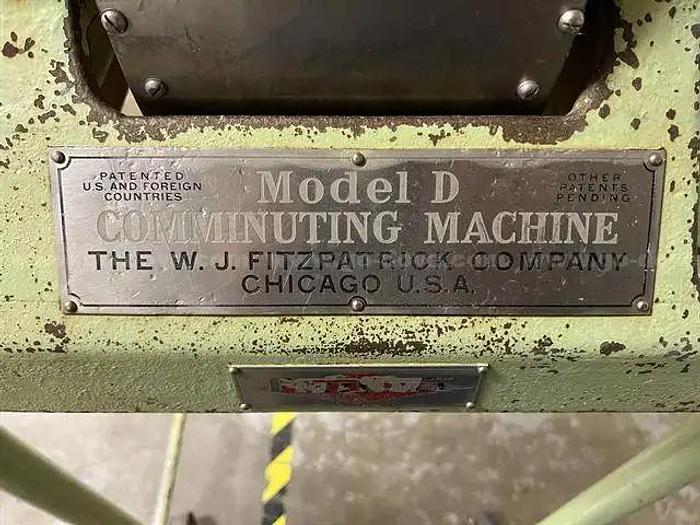 PATENTED
U.S. AND FOREIGN
COUNTRIES
Model D
OTHER
PATENTS
PENDING
COMMINUTING MACHINE
THE W. J. FITZPATRICK COMPANY
CHICAGO U.S.A.